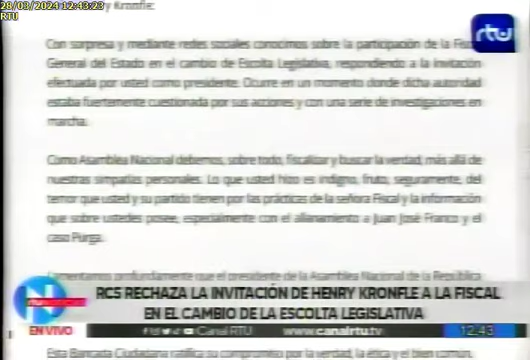 28/03/2024 12:43:23
RTU
ry Kronfle:
rtu
Con sorpresa y mediante redes sociales conocimos sobre la participación de la Fiscal
General del Estado en el cambio de Escolta Legislativa, respondiendo a la invitación
efectuada por usted como presidente. Ocurre en un momento donde dicha autoridad
estaba fuertemente cuestionada por sus acciones y con una serie de investigaciones en
marcha.
Como Asamblea Nacional debemos, sobre todo, fiscalizar y buscar la verdad, más allá de
nuestras simpatías personales. Lo que usted hizo es indigno, fruto, seguramente, del
temor que usted y su partido tienen por las prácticas de la señora Fiscal y la información
que sobre ustedes posee, especialmente con el allanamiento a Juan José Franco y el
caso Purga.
Lamentamos profundamente que el presidente de la Asamblea Nacional de la República
RC5 RECHAZA LA INVITACIÓN DE HENRY KRONFLE A LA FISCAL
EN EL CAMBIO DE LA ESCOLTA LEGISLATIVA
EN VIVO
Canal RTU
www.canalrtu.tv
12:43
Esta Bancada Ciudadana ratifica su compromiso por la verdad, la ética y el bien común.